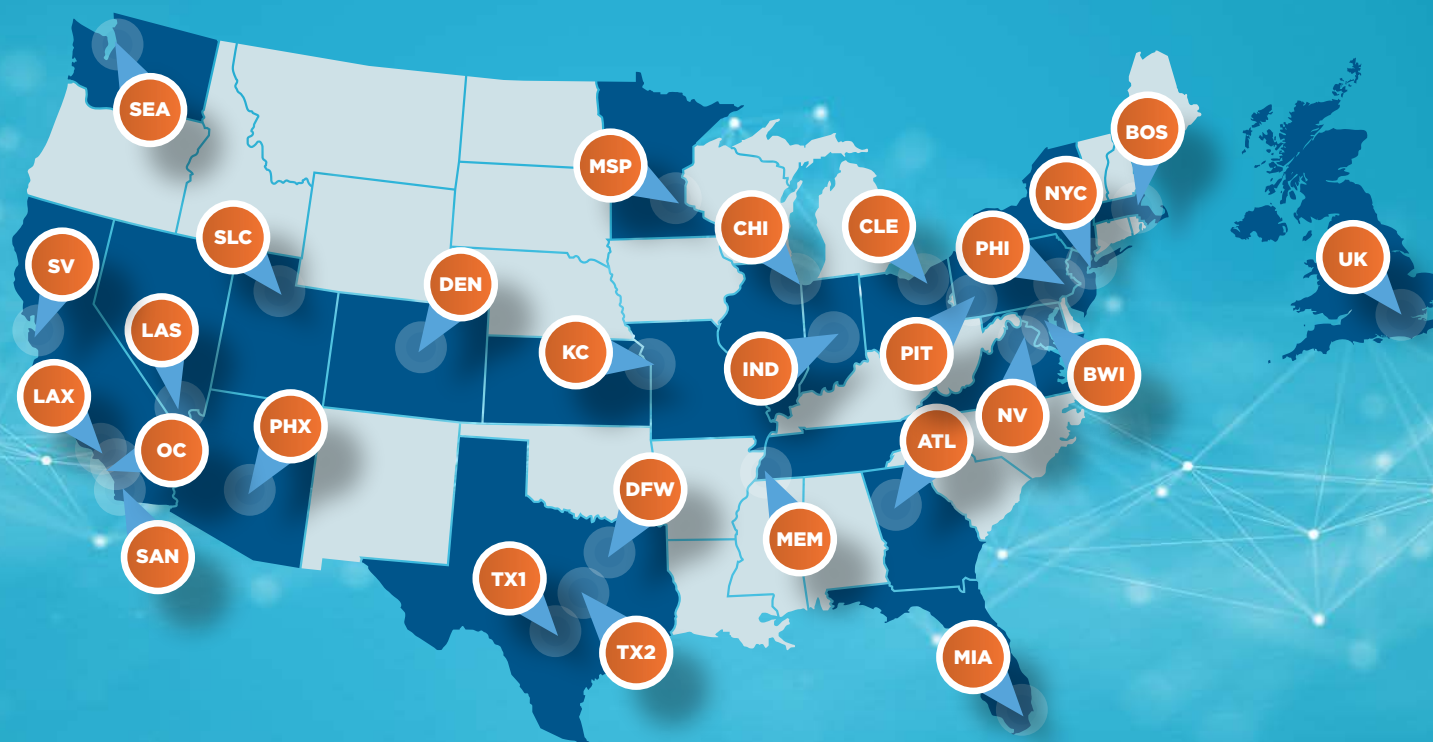 SEA
BOS
MSP
NYC
CHI
CLE
SLC
PHI
SV
UK
DEN
LAS
KC
PIT
IND
BWI
LAX
NV
PHX
ATL
OC
DFW
MEM
SAN
TX1
TX2
MIA